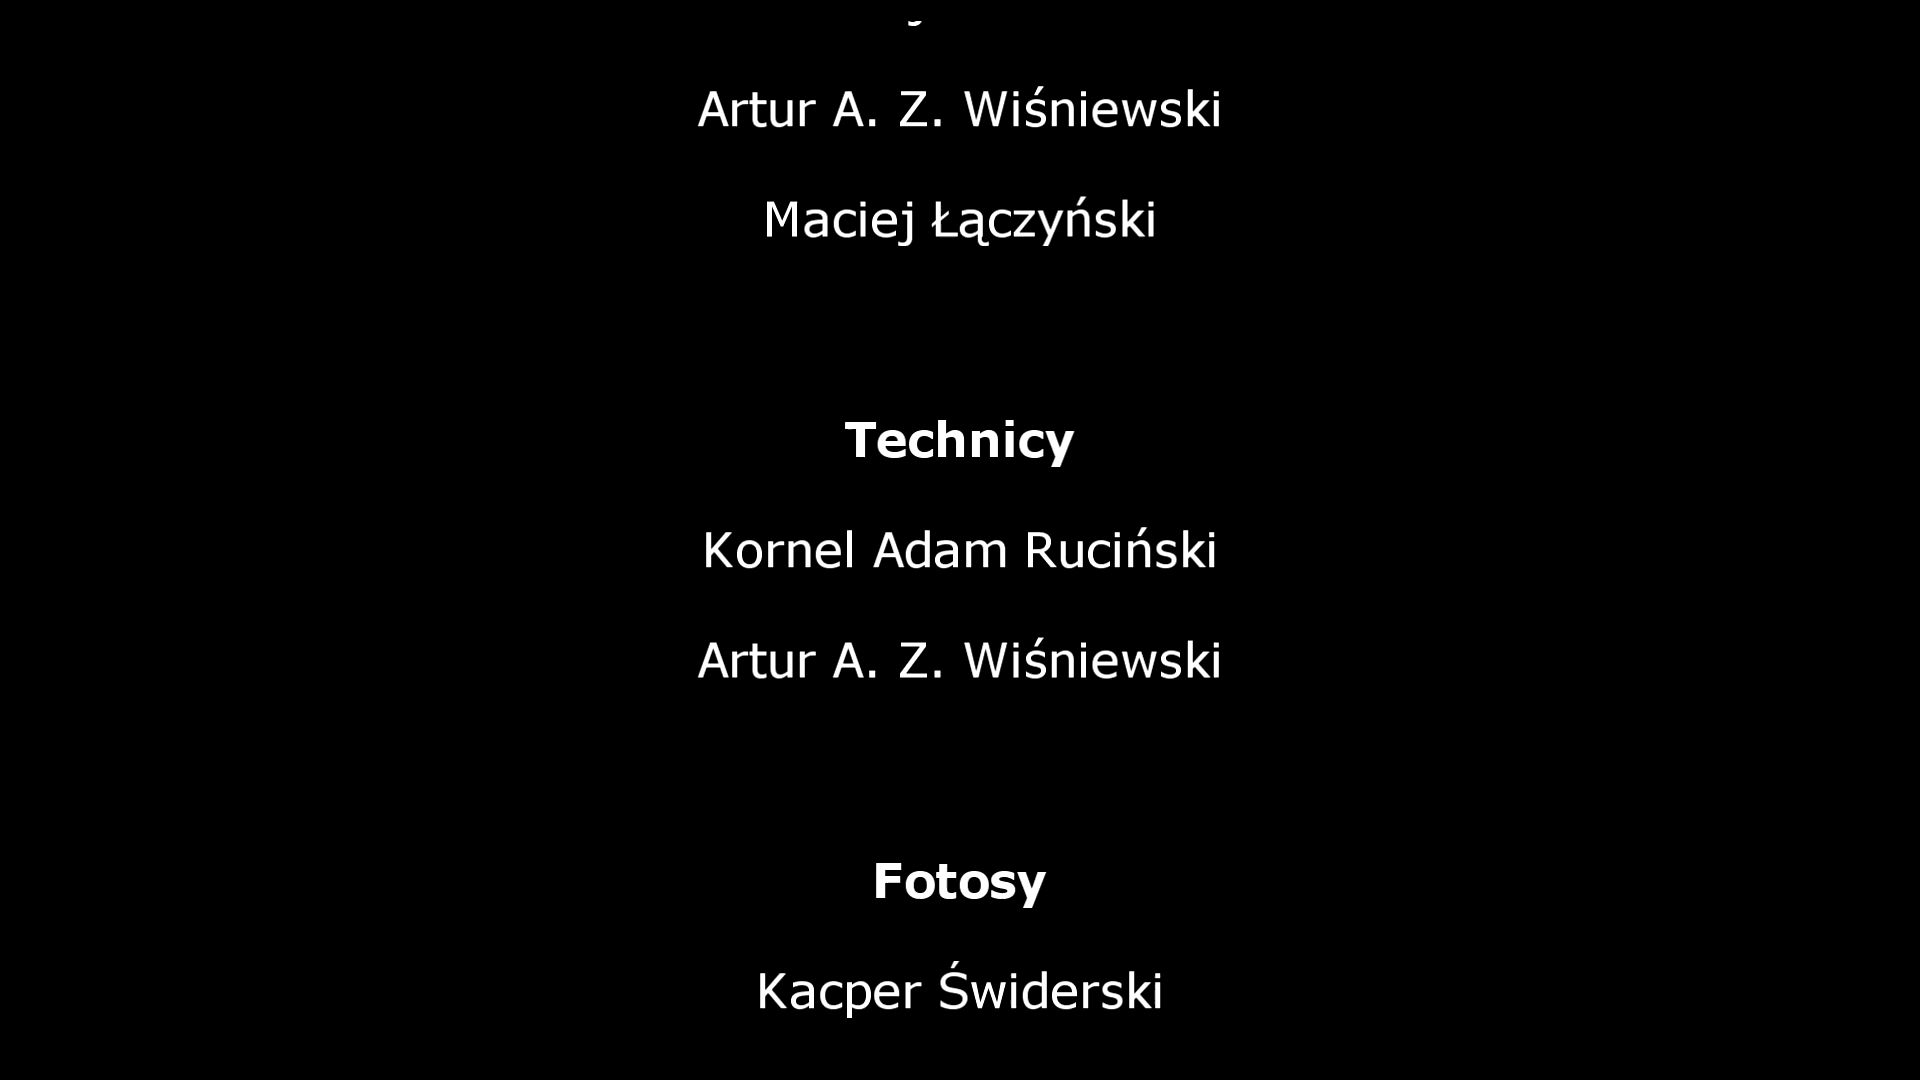 Artur A. Z. Wiśniewski
Maciej Łączyński
Technicy
Kornel Adam Ruciński
Artur A. Z. Wiśniewski
Fotosy
Kacper Świderski